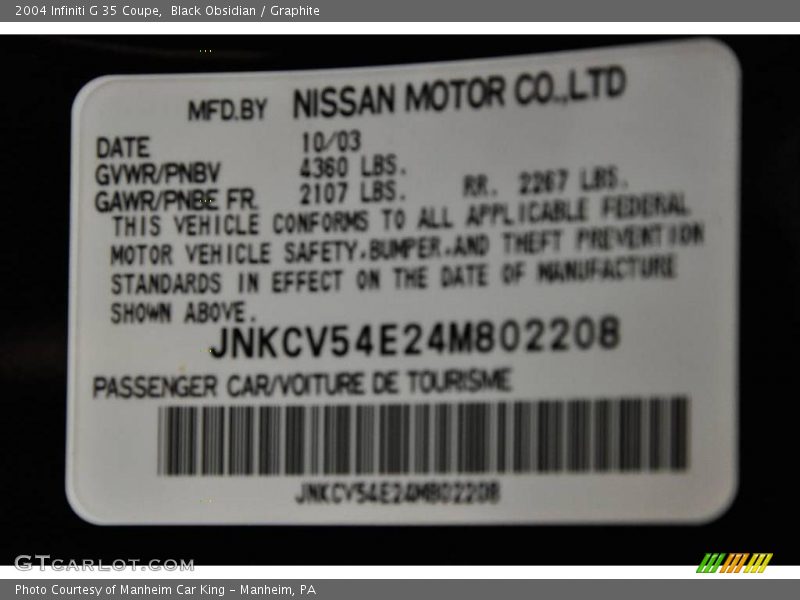 2004 Infiniti G 35 Coupe,  Black Obsidian / Graphite
MFD.BY NISSAN MOTOR CO.,LTD
DATE 10/03
GVWR/PNBV 4360 LBS.
GAWR/PNBE FR. 2107 LBS. RR. 2267 LBS.
THIS VEHICLE CONFORMS TO ALL APPLICABLE FEDERAL
MOTOR VEHICLE SAFETY,BUMPER,AND THEFT PREVENTION
STANDARDS IN EFFECT ON THE DATE OF MANUFACTURE
SHOWN ABOVE.
JNKCV54E24M802208
PASSENGER CAR/VOITURE DE TOURISME
JNKCV54E24M802208
GTcarlot.com
Photo Courtesy of Manheim Car King - Manheim, PA